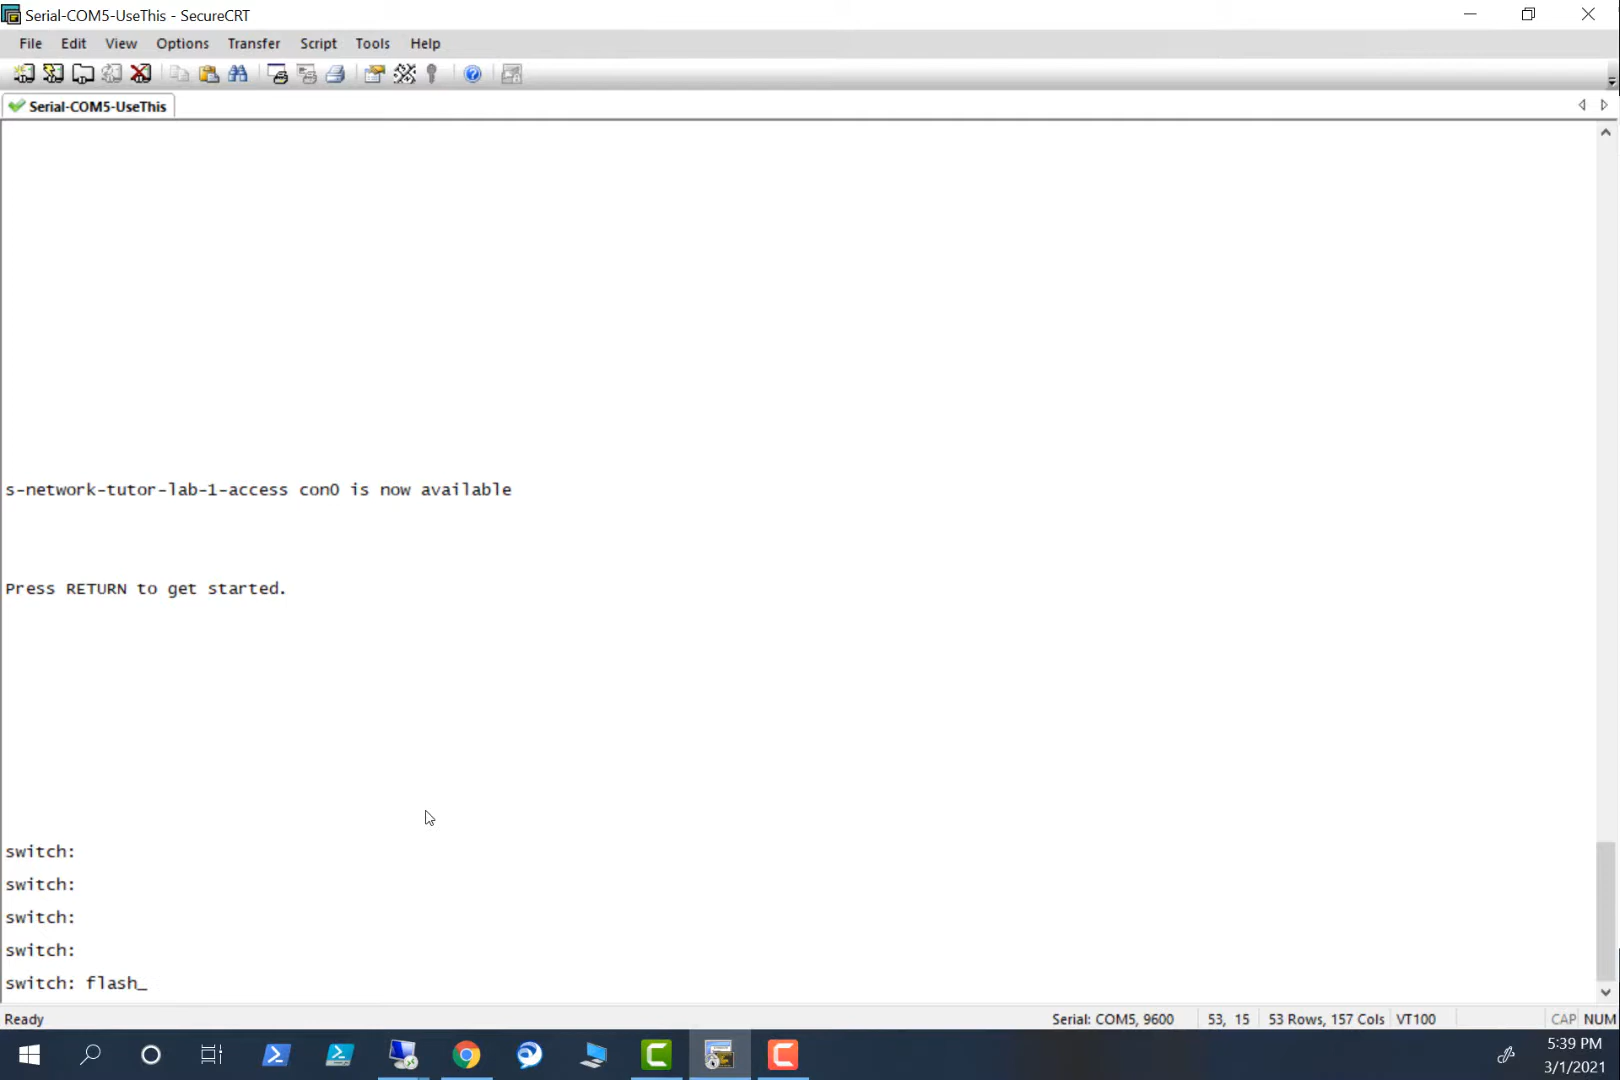 Serial-COM5-UseThis - SecureCRT
File Edit View Options Transfer Script Tools Help
Serial-COM5-UseThis
s-network-tutor-lab-1-access con0 is now available
Press RETURN to get started.
switch:
switch:
switch:
switch:
switch: flash_
Ready Serial: COM5, 9600 53, 15 53 Rows, 157 Cols VT100 CAP NUM
5:39 PM
3/1/2021